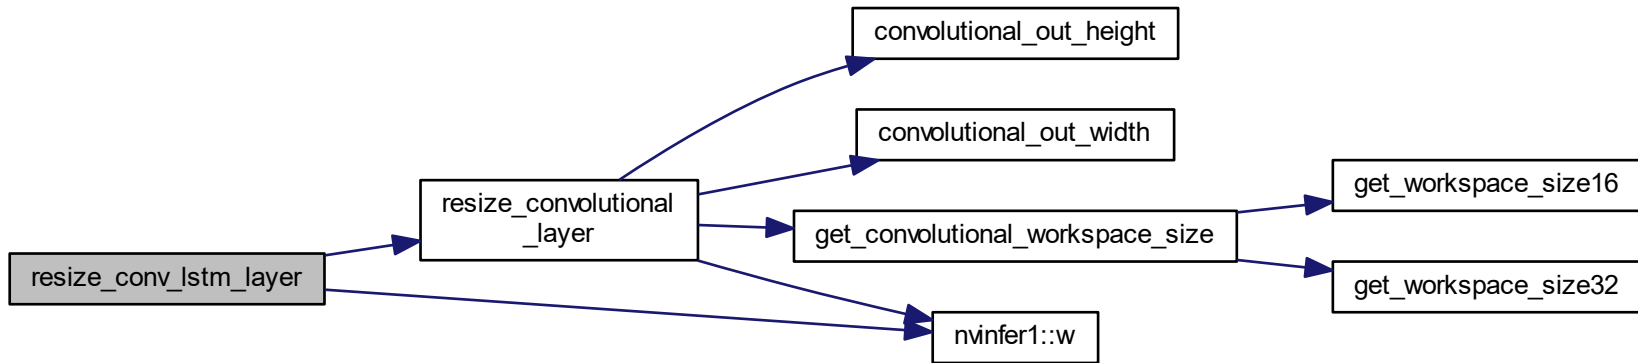 convolutional_out_height
convolutional_out_width
get_workspace_size16
resize_convolutional
_layer
get_convolutional_workspace_size
resize_conv_lstm_layer
get_workspace_size32
nvinfer1::w